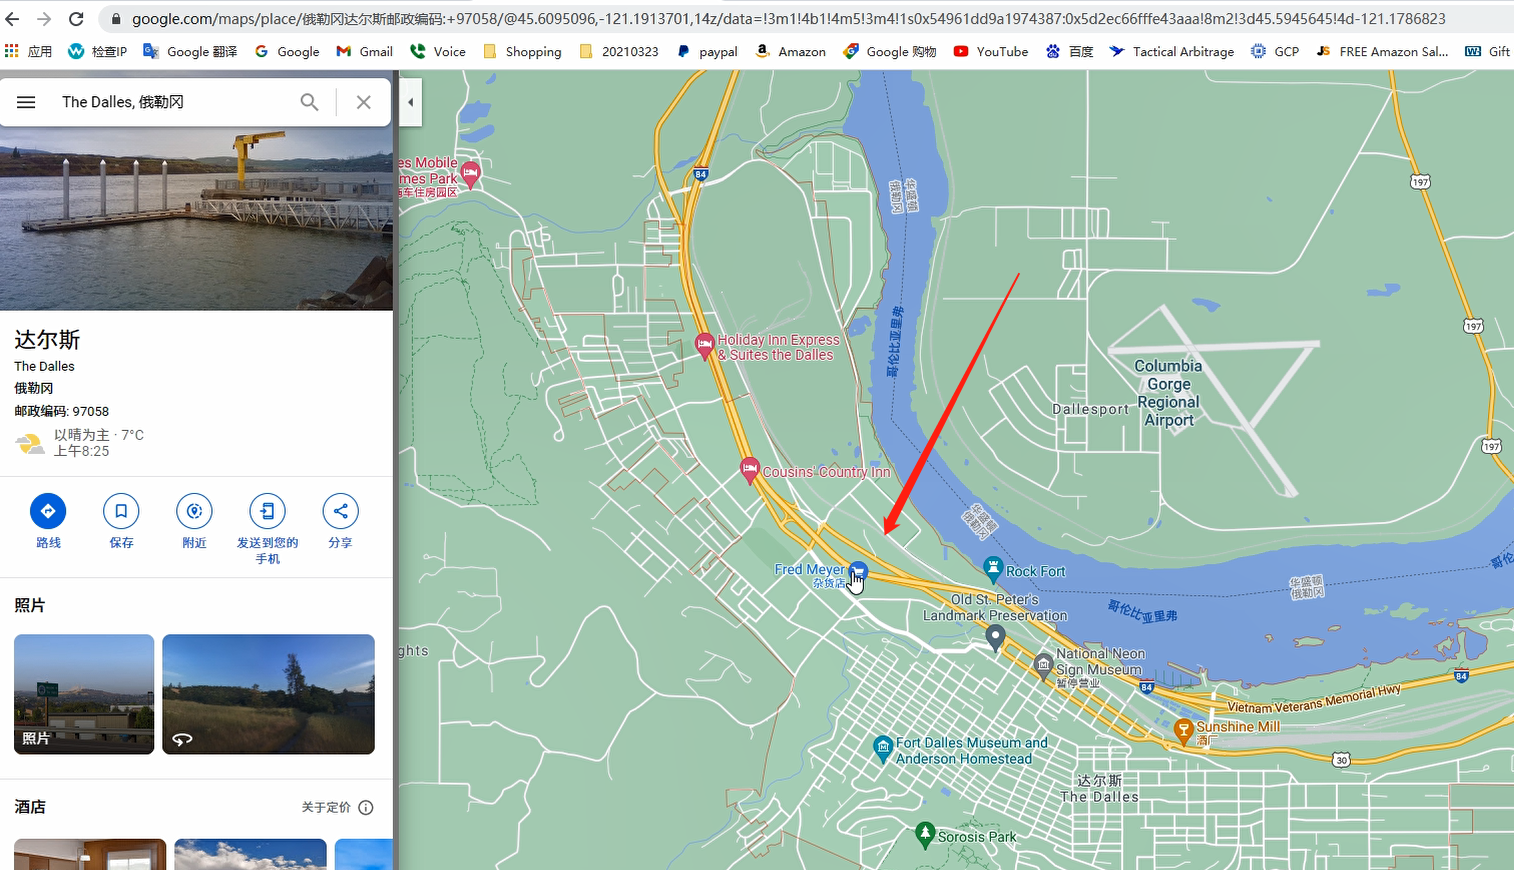 google.com/maps/place/俄勒冈达尔斯邮政编码:+97058/@45.6095096,-121.1913701,14z/data=!3m1!4b1!4m5!3m4!1s0x54961dd9a1974387:0x5d2ec66fffe43aaa!8m2!3d45.5945645!4d-121.1786823
应用 检查IP Google 翻译 Google Gmail Voice Shopping 20210323 paypal Amazon Google 购物 YouTube 百度 Tactical Arbitrage GCP FREE Amazon Sal... Gift
The Dalles, 俄勒冈
达尔斯
The Dalles
俄勒冈
邮政编码: 97058
以晴为主 · 7°C
上午8:25
路线
保存
附近
发送到您的
手机
分享
照片
照片
酒店
关于定价
es Mobile
mes Park
车住房园区
84
197
华盛顿
俄勒冈
197
Holiday Inn Express
& Suites the Dalles
哥伦比亚里弗
Columbia
Gorge
Regional
Airport
Dallesport
197
Cousins' Country Inn
华盛顿
俄勒冈
Fred Meyer
杂货店
Rock Fort
华盛顿
俄勒冈
哥伦比亚里弗
哥伦
Old St. Peter's
Landmark Preservation
ghts
National Neon
Sign Museum
暂停营业
84
84
Vietnam Veterans Memorial Hwy
Sunshine Mill
酒厂
30
Fort Dalles Museum and
Anderson Homestead
达尔斯
The Dalles
Sorosis Park